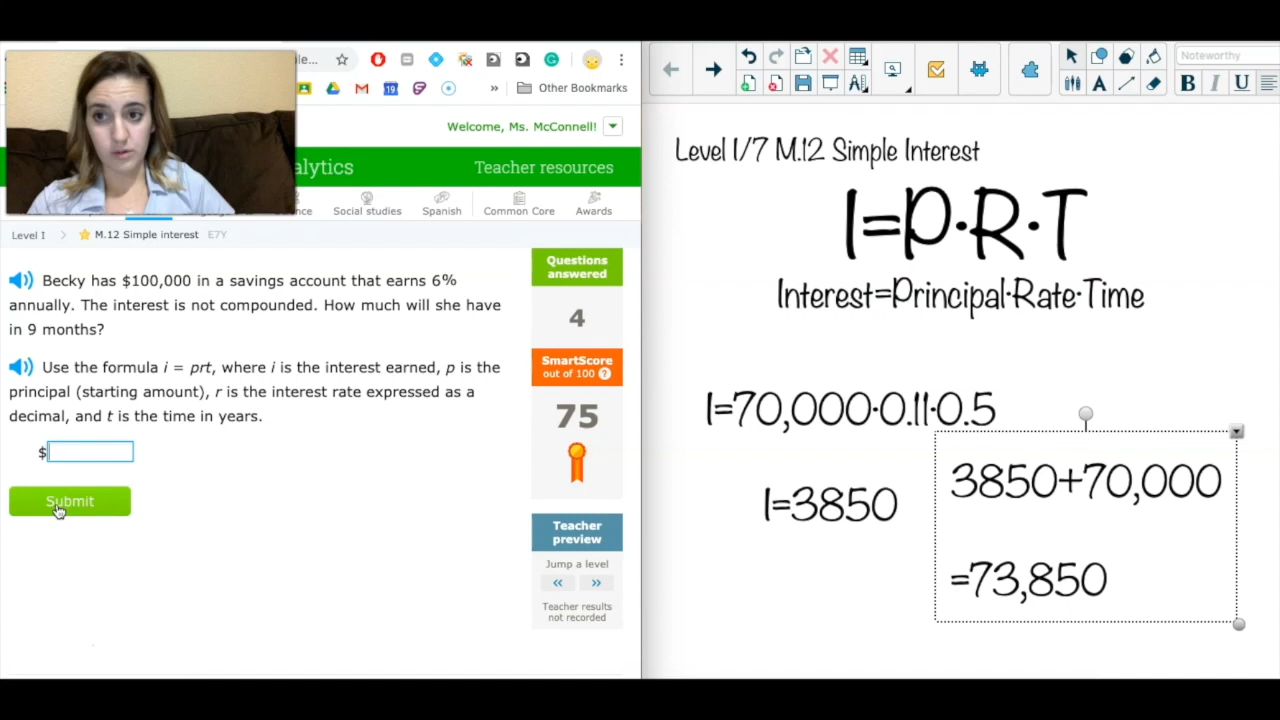 le...
19
»
Other Bookmarks
Welcome, Ms. McConnell!
alytics
Teacher resources
nce
Social studies
Spanish
Common Core
Awards
Level I
M.12 Simple interest
E7Y
Becky has $100,000 in a savings account that earns 6%
annually. The interest is not compounded. How much will she have
in 9 months?
Use the formula i = prt, where i is the interest earned, p is the
principal (starting amount), r is the interest rate expressed as a
decimal, and t is the time in years.
$
Submit
Questions
answered
4
SmartScore
out of 100 ?
75
Teacher
preview
Jump a level
«
»
Teacher results
not recorded
Noteworthy
A
B I U
Level I/7 M.12 Simple Interest
I=P·R·T
Interest=Principal·Rate·Time
I=70,000·0.11·0.5
I=3850
3850+70,000
=73,850